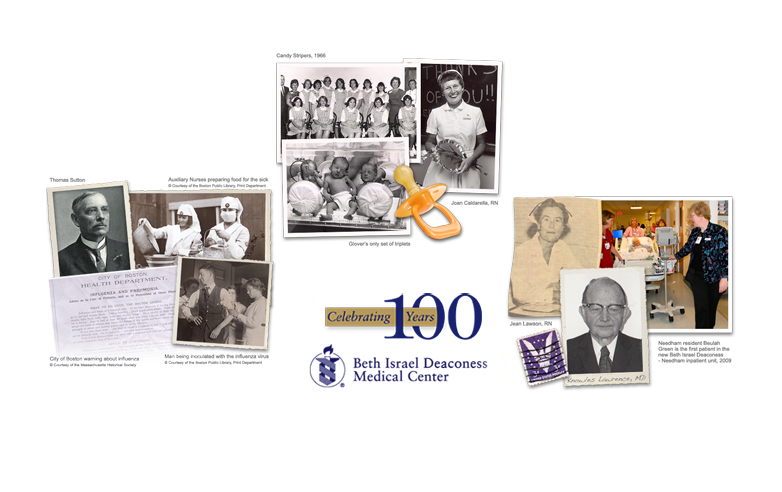 Candy Stripers, 1966
THINKS
OF
YOU!!
Joan Caldarella, RN
Glover's only set of triplets
Thomas Sutton
Auxiliary Nurses preparing food for the sick
© Courtesy of the Boston Public Library, Print Department
CITY OF BOSTON
HEALTH DEPARTMENT.
INFLUENZA AND PNEUMONIA.
City of Boston warning about influenza
© Courtesy of the Massachusetts Historical Society
Man being inoculated with the influenza virus
© Courtesy of the Boston Public Library, Print Department
Celebrating 100 Years
Beth Israel Deaconess
Medical Center
Jean Lawson, RN
Knowles Lawrence, MD
Needham resident Beulah
Green is the first patient in the
new Beth Israel Deaconess
- Needham inpatient unit, 2009